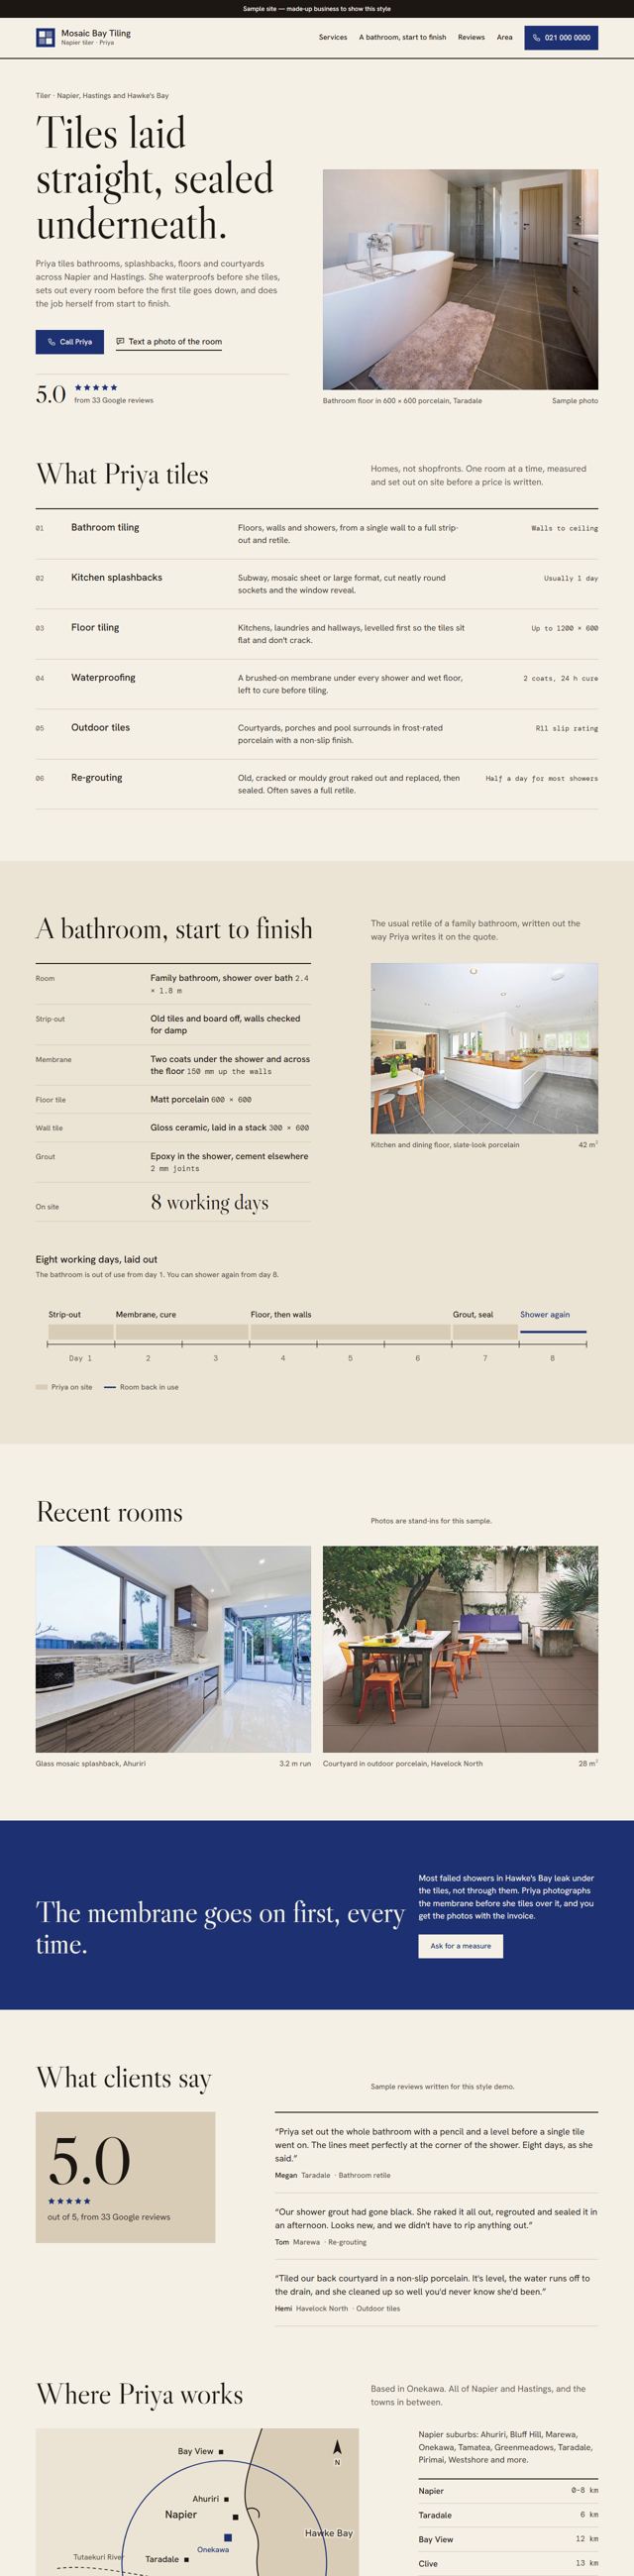 Sample site — made-up business to show this style
Mosaic Bay Tiling
Napier tiler · Priya
Services
A bathroom, start to finish
Reviews
Area
021 000 0000
Tiler · Napier, Hastings and Hawke's Bay
Tiles laid
straight, sealed
underneath.
Priya tiles bathrooms, splashbacks, floors and courtyards
across Napier and Hastings. She waterproofs before she tiles,
sets out every room before the first tile goes down, and does
the job herself from start to finish.
Call Priya
Text a photo of the room
5.0
from 33 Google reviews
Bathroom floor in 600 × 600 porcelain, Taradale
Sample photo
What Priya tiles
Homes, not shopfronts. One room at a time, measured
and set out on site before a price is written.
01
Bathroom tiling
Floors, walls and showers, from a single wall to a full strip-
out and retile.
Walls to ceiling
02
Kitchen splashbacks
Subway, mosaic sheet or large format, cut neatly round
sockets and the window reveal.
Usually 1 day
03
Floor tiling
Kitchens, laundries and hallways, levelled first so the tiles sit
flat and don't crack.
Up to 1200 × 600
04
Waterproofing
A brushed-on membrane under every shower and wet floor,
left to cure before tiling.
2 coats, 24 h cure
05
Outdoor tiles
Courtyards, porches and pool surrounds in frost-rated
porcelain with a non-slip finish.
R11 slip rating
06
Re-grouting
Old, cracked or mouldy grout raked out and replaced, then
sealed. Often saves a full retile.
Half a day for most showers
A bathroom, start to finish
The usual retile of a family bathroom, written out the
way Priya writes it on the quote.
Room
Family bathroom, shower over bath 2.4
× 1.8 m
Strip-out
Old tiles and board off, walls checked
for damp
Membrane
Two coats under the shower and across
the floor 150 mm up the walls
Floor tile
Matt porcelain 600 × 600
Wall tile
Gloss ceramic, laid in a stack 300 × 600
Grout
Epoxy in the shower, cement elsewhere
2 mm joints
On site
8 working days
Kitchen and dining floor, slate-look porcelain
42 m²
Eight working days, laid out
The bathroom is out of use from day 1. You can shower again from day 8.
Strip-out
Membrane, cure
Floor, then walls
Grout, seal
Shower again
Day 1
2
3
4
5
6
7
8
Priya on site
Room back in use
Recent rooms
Photos are stand-ins for this sample.
Glass mosaic splashback, Ahuriri
3.2 m run
Courtyard in outdoor porcelain, Havelock North
28 m²
The membrane goes on first, every
time.
Most failed showers in Hawke's Bay leak under
the tiles, not through them. Priya photographs
the membrane before she tiles over it, and you
get the photos with the invoice.
Ask for a measure
What clients say
Sample reviews written for this style demo.
5.0
out of 5, from 33 Google reviews
“Priya set out the whole bathroom with a pencil and a level before a single tile
went on. The lines meet perfectly at the corner of the shower. Eight days, as she
said.”
Megan Taradale · Bathroom retile
“Our shower grout had gone black. She raked it all out, regrouted and sealed it in
an afternoon. Looks new, and we didn't have to rip anything out.”
Tom Marewa · Re-grouting
“Tiled our back courtyard in a non-slip porcelain. It's level, the water runs off to
the drain, and she cleaned up so well you'd never know she'd been.”
Hemi Havelock North · Outdoor tiles
Where Priya works
Based in Onekawa. All of Napier and Hastings, and the
towns in between.
Bay View
N
Ahuriri
Napier
Hawke Bay
Onekawa
Tutaekuri River
Taradale
Napier suburbs: Ahuriri, Bluff Hill, Marewa,
Onekawa, Tamatea, Greenmeadows, Taradale,
Pirimai, Westshore and more.
Napier
0–8 km
Taradale
6 km
Bay View
12 km
Clive
13 km